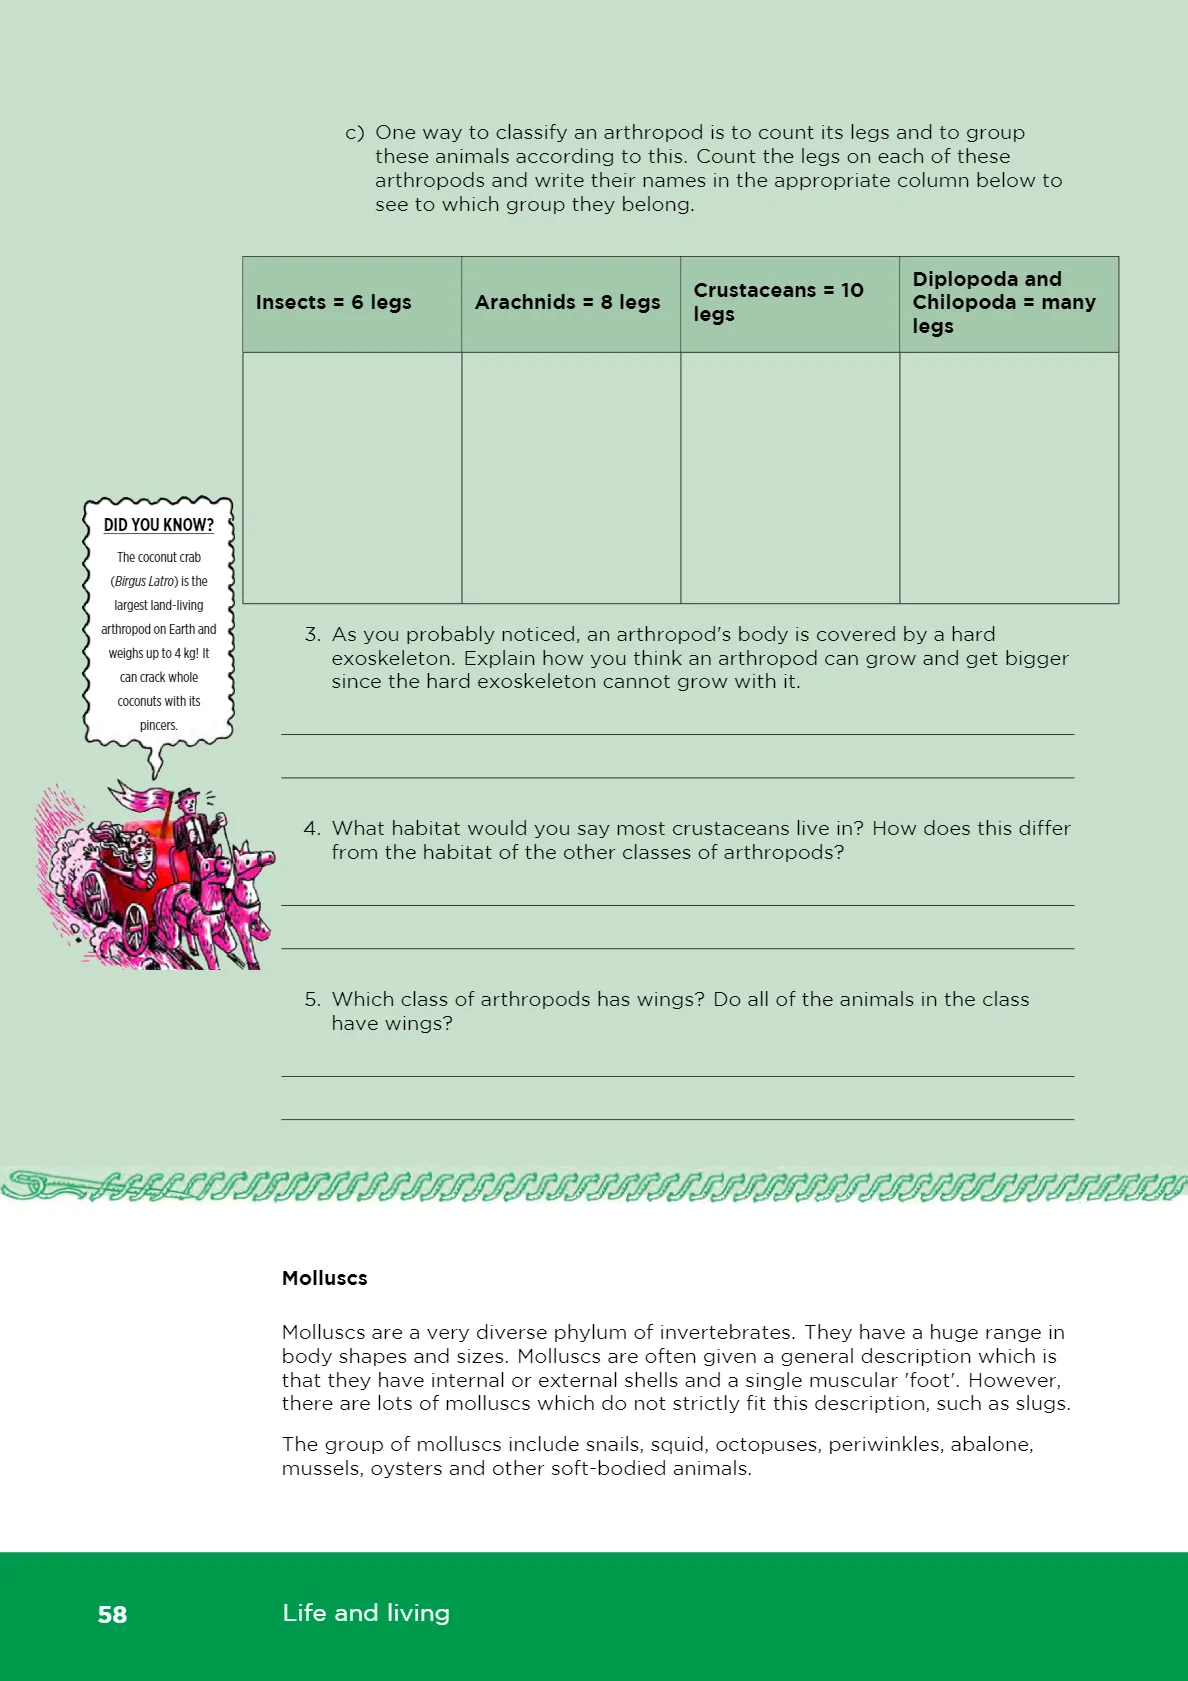 c) One way to classify an arthropod is to count its legs and to group
these animals according to this. Count the legs on each of these
arthropods and write their names in the appropriate column below to
see to which group they belong.
Insects = 6 legs
Arachnids = 8 legs
Crustaceans = 10
legs
Diplopoda and
Chilopoda = many
legs
DID YOU KNOW?
The coconut crab
(Birgus Latro) is the
largest land-living
arthropod on Earth and
weighs up to 4 kg! It
can crack whole
coconuts with its
pincers.
3. As you probably noticed, an arthropod's body is covered by a hard
exoskeleton. Explain how you think an arthropod can grow and get bigger
since the hard exoskeleton cannot grow with it.
4. What habitat would you say most crustaceans live in? How does this differ
from the habitat of the other classes of arthropods?
5. Which class of arthropods has wings? Do all of the animals in the class
have wings?
Molluscs
Molluscs are a very diverse phylum of invertebrates. They have a huge range in
body shapes and sizes. Molluscs are often given a general description which is
that they have internal or external shells and a single muscular 'foot'. However,
there are lots of molluscs which do not strictly fit this description, such as slugs.
The group of molluscs include snails, squid, octopuses, periwinkles, abalone,
mussels, oysters and other soft-bodied animals.
58
Life and living